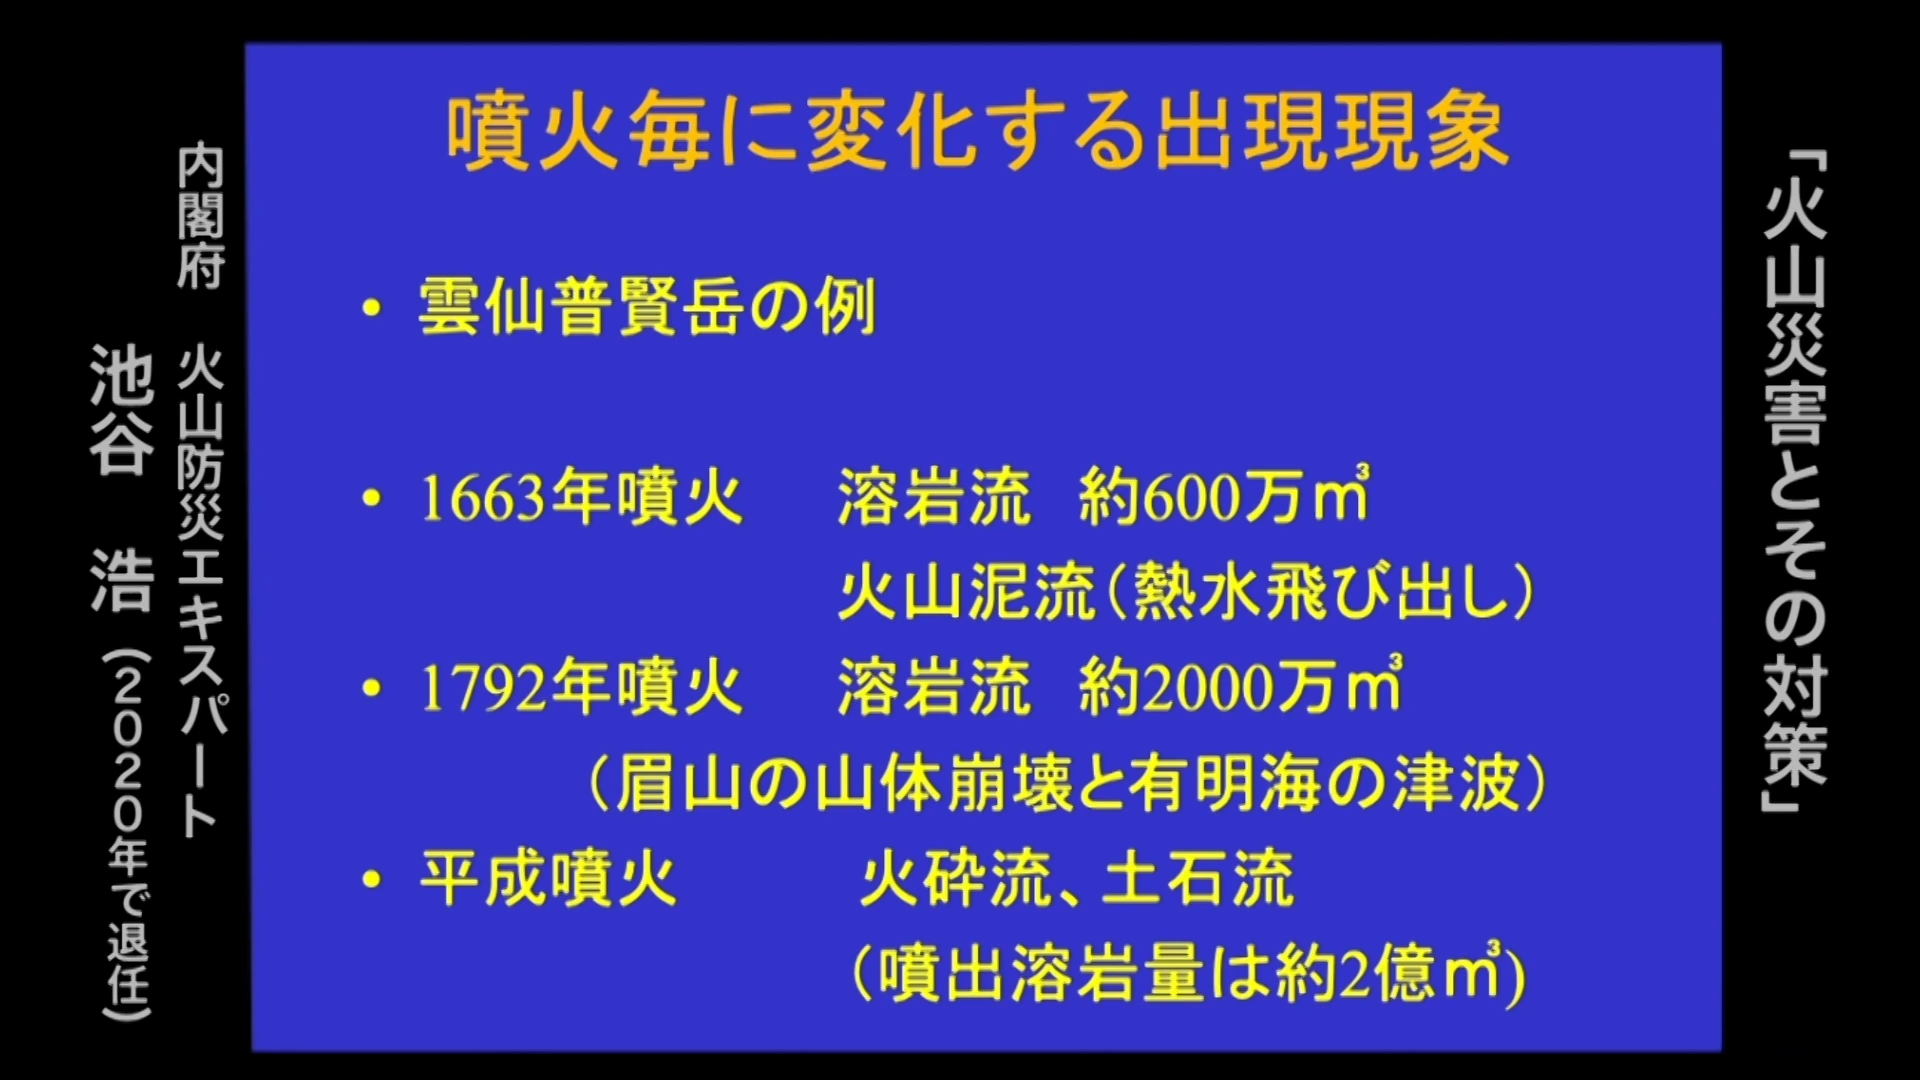 噴火毎に変化する出現現象
• 雲仙普賢岳の例
• 1663年噴火　溶岩流　約600万㎥
火山泥流（熱水飛び出し）
• 1792年噴火　溶岩流　約2000万㎥
（眉山の山体崩壊と有明海の津波）
• 平成噴火　火砕流、土石流
（噴出溶岩量は約2億㎥)
「火山災害とその対策」
内閣府　火山防災エキスパート
池谷　浩（2020年で退任）